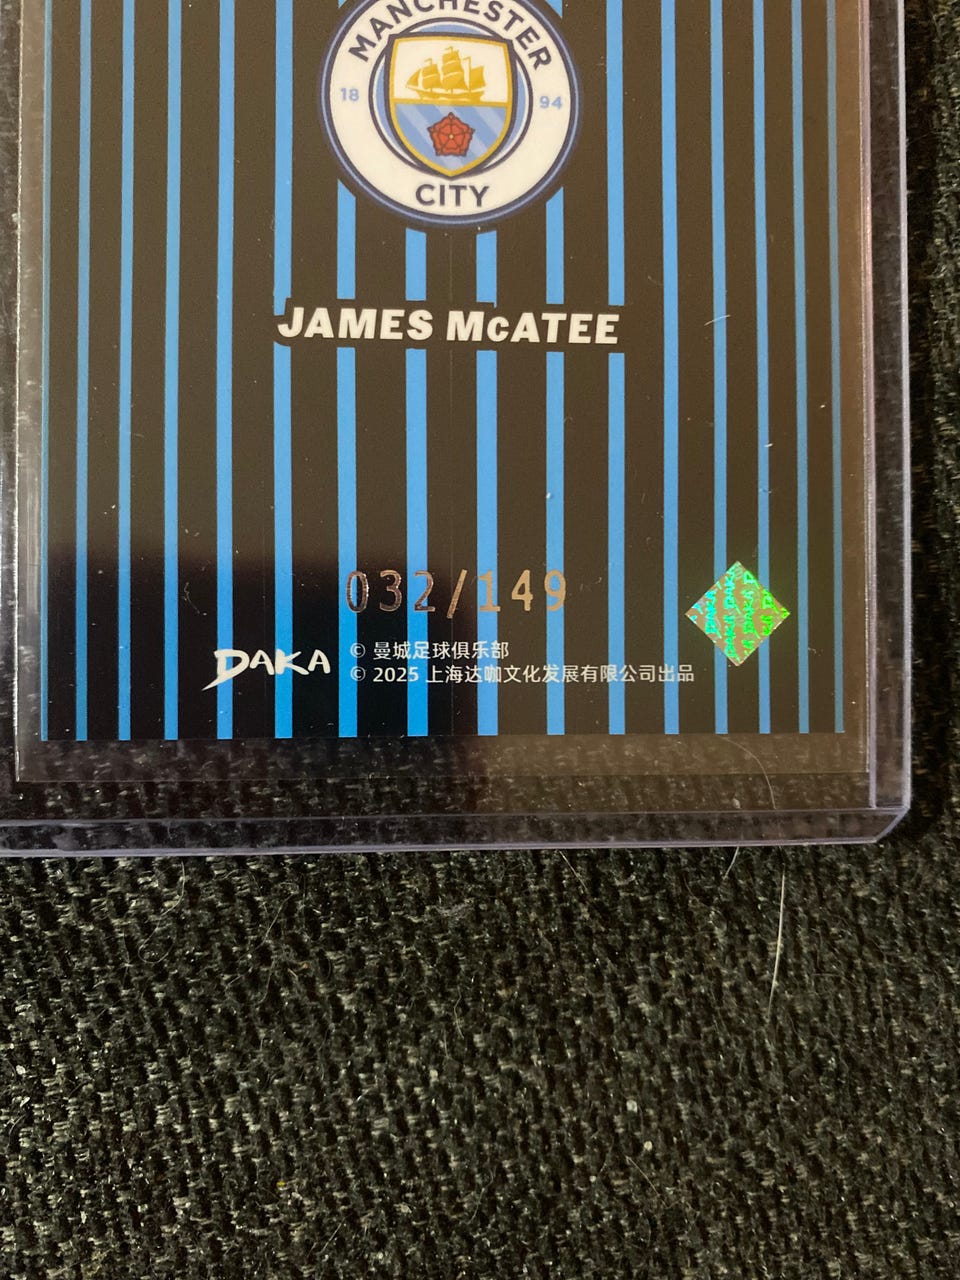 MANCHESTER
18 94
CITY
JAMES McATEE
032/149
DAKA
© 曼城足球俱乐部
© 2025 上海达咖文化发展有限公司出品